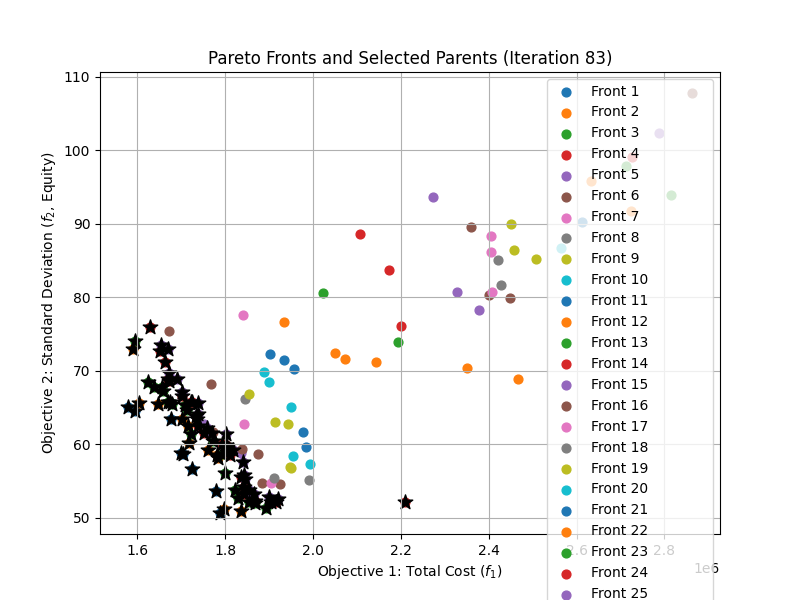 Pareto Fronts and Selected Parents (Iteration 83)
110
100
90
80
70
60
50
Objective 2: Standard Deviation (f₂, Equity)
1.6
1.8
2.0
2.2
2.4
2.6
2.8
1e6
Objective 1: Total Cost (f₁)
Front 1
Front 2
Front 3
Front 4
Front 5
Front 6
Front 7
Front 8
Front 9
Front 10
Front 11
Front 12
Front 13
Front 14
Front 15
Front 16
Front 17
Front 18
Front 19
Front 20
Front 21
Front 22
Front 23
Front 24
Front 25